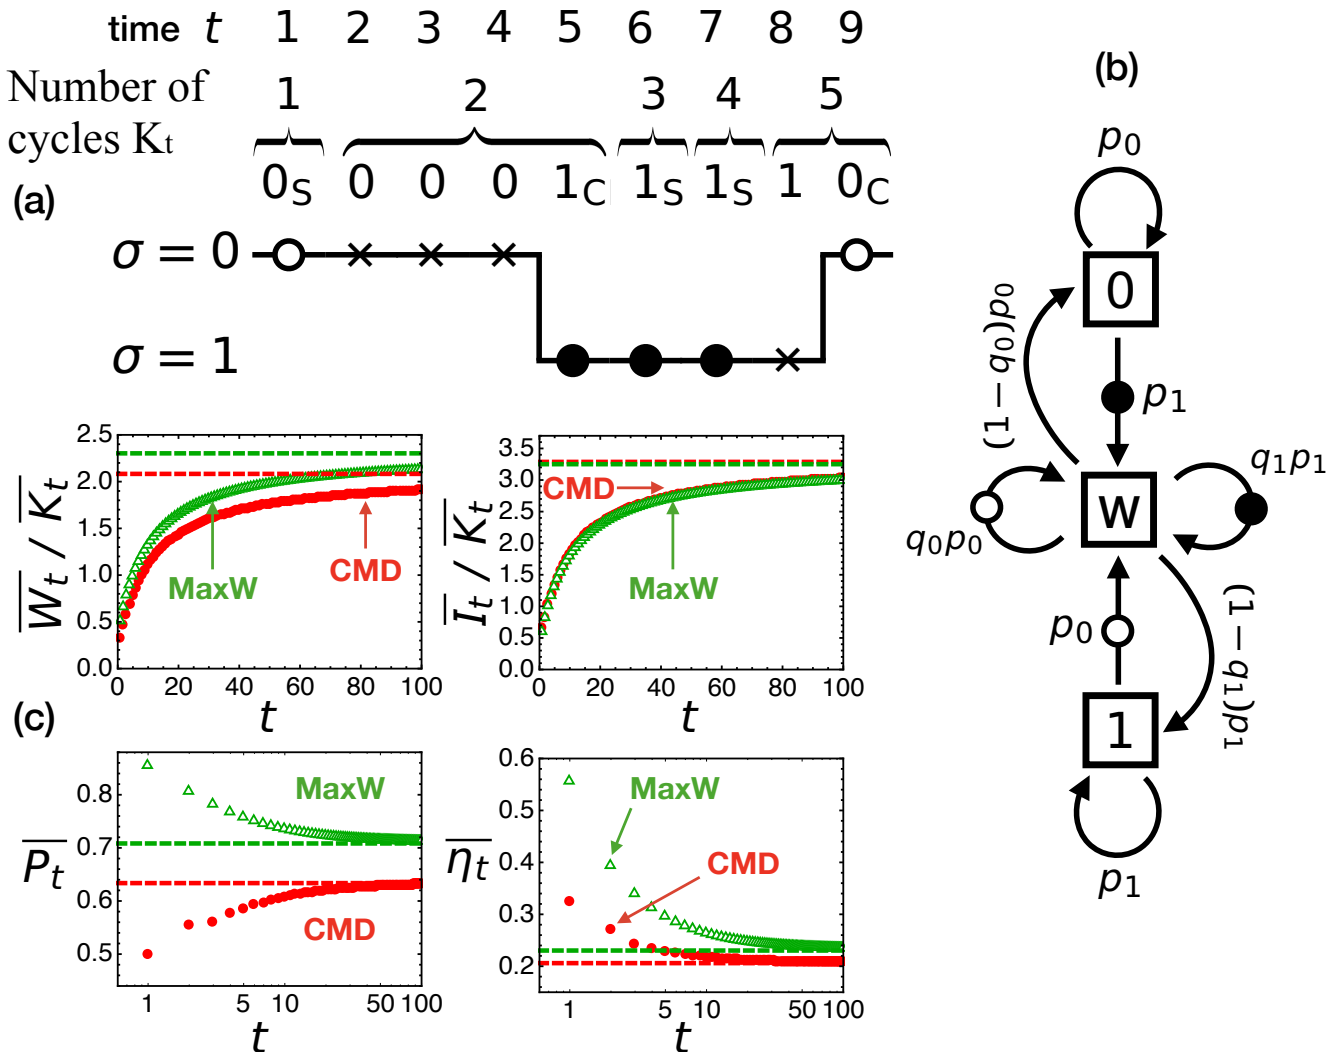 time t 1 2 3 4 5 6 7 8 9
Number of 1 2 3 4 5
cycles Kt
0S 0 0 0 1C 1S 1S 1 0C
(a)
σ = 0
σ = 1
2.5
2.0
1.5
1.0
0.5
0.0
0 20 40 60 80 100
Wt / Kt
t
MaxW
CMD
3.5
3.0
2.5
2.0
1.5
1.0
0.5
0.0
0 20 40 60 80 100
It / Kt
t
CMD
MaxW
(c)
0.8
0.7
0.6
0.5
1 5 10 50 100
Pt
t
MaxW
CMD
0.6
0.5
0.4
0.3
0.2
1 5 10 50 100
ηt
t
MaxW
CMD
(b)
p0
0
(1 − q0)p0
p1
q1p1
W
q0p0
p0
(1 − q1)p1
1
p1